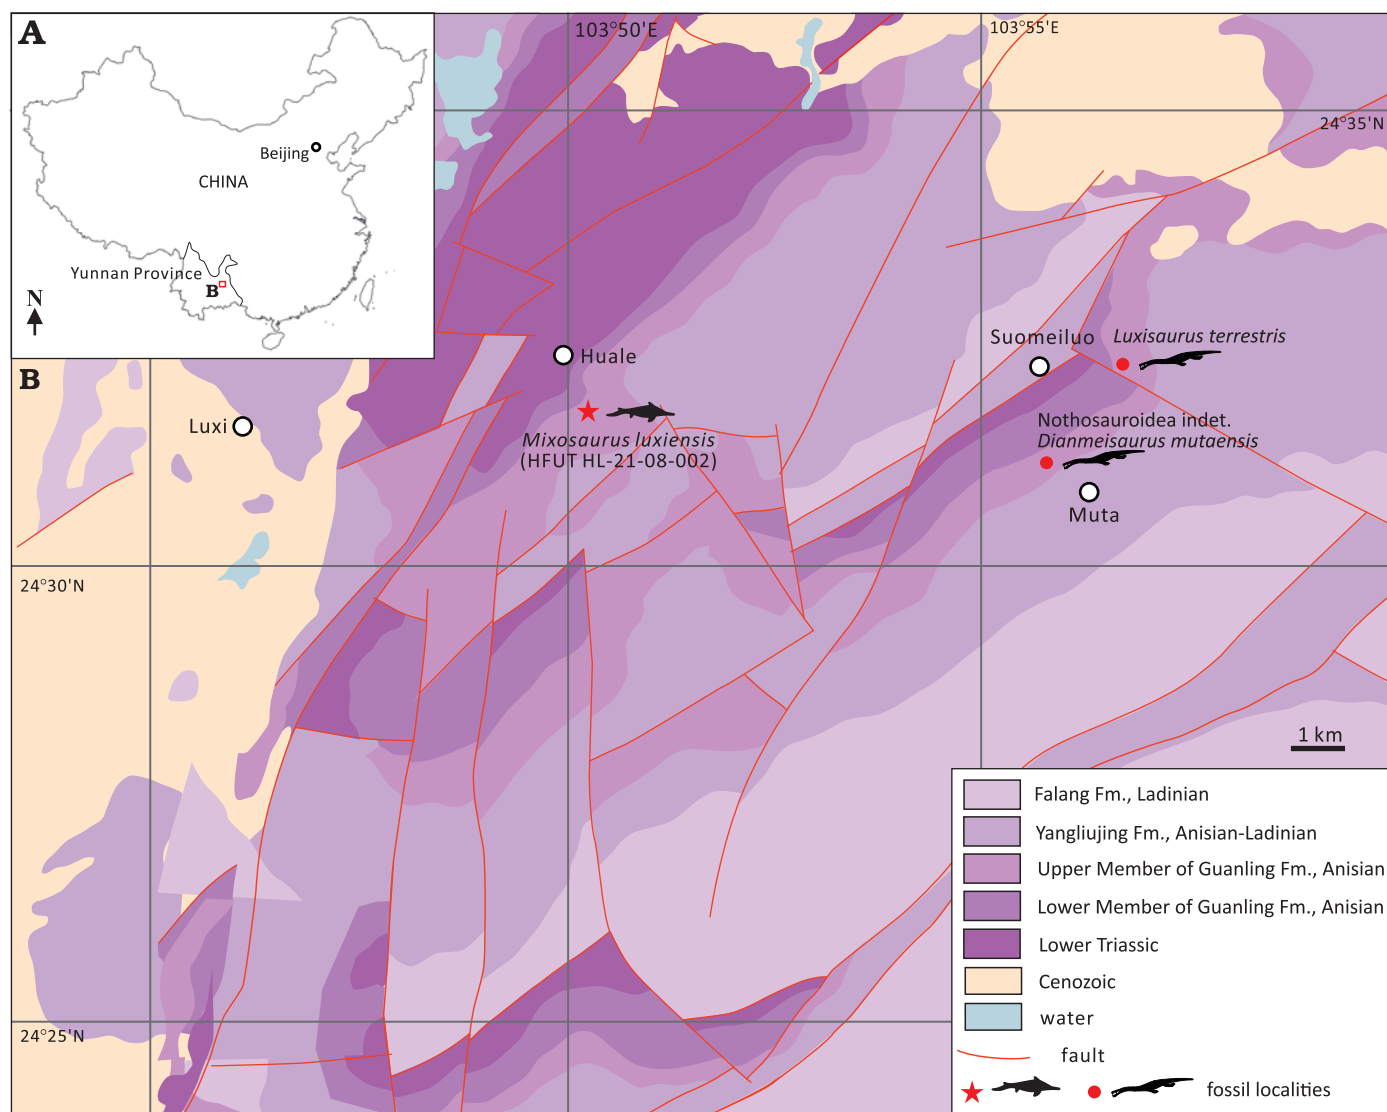 A
Beijing
CHINA
Yunnan Province
B
N
103°50'E
103°55'E
24°35'N
B
Huale
Suomeiluo
Luxisaurus terrestris
Luxi
Mixosaurus luxiensis
(HFUT HL-21-08-002)
Nothosauroidea indet.
Dianmeisaurus mutaensis
Muta
24°30'N
1 km
24°25'N
Falang Fm., Ladinian
Yangliujing Fm., Anisian-Ladinian
Upper Member of Guanling Fm., Anisian
Lower Member of Guanling Fm., Anisian
Lower Triassic
Cenozoic
water
fault
fossil localities